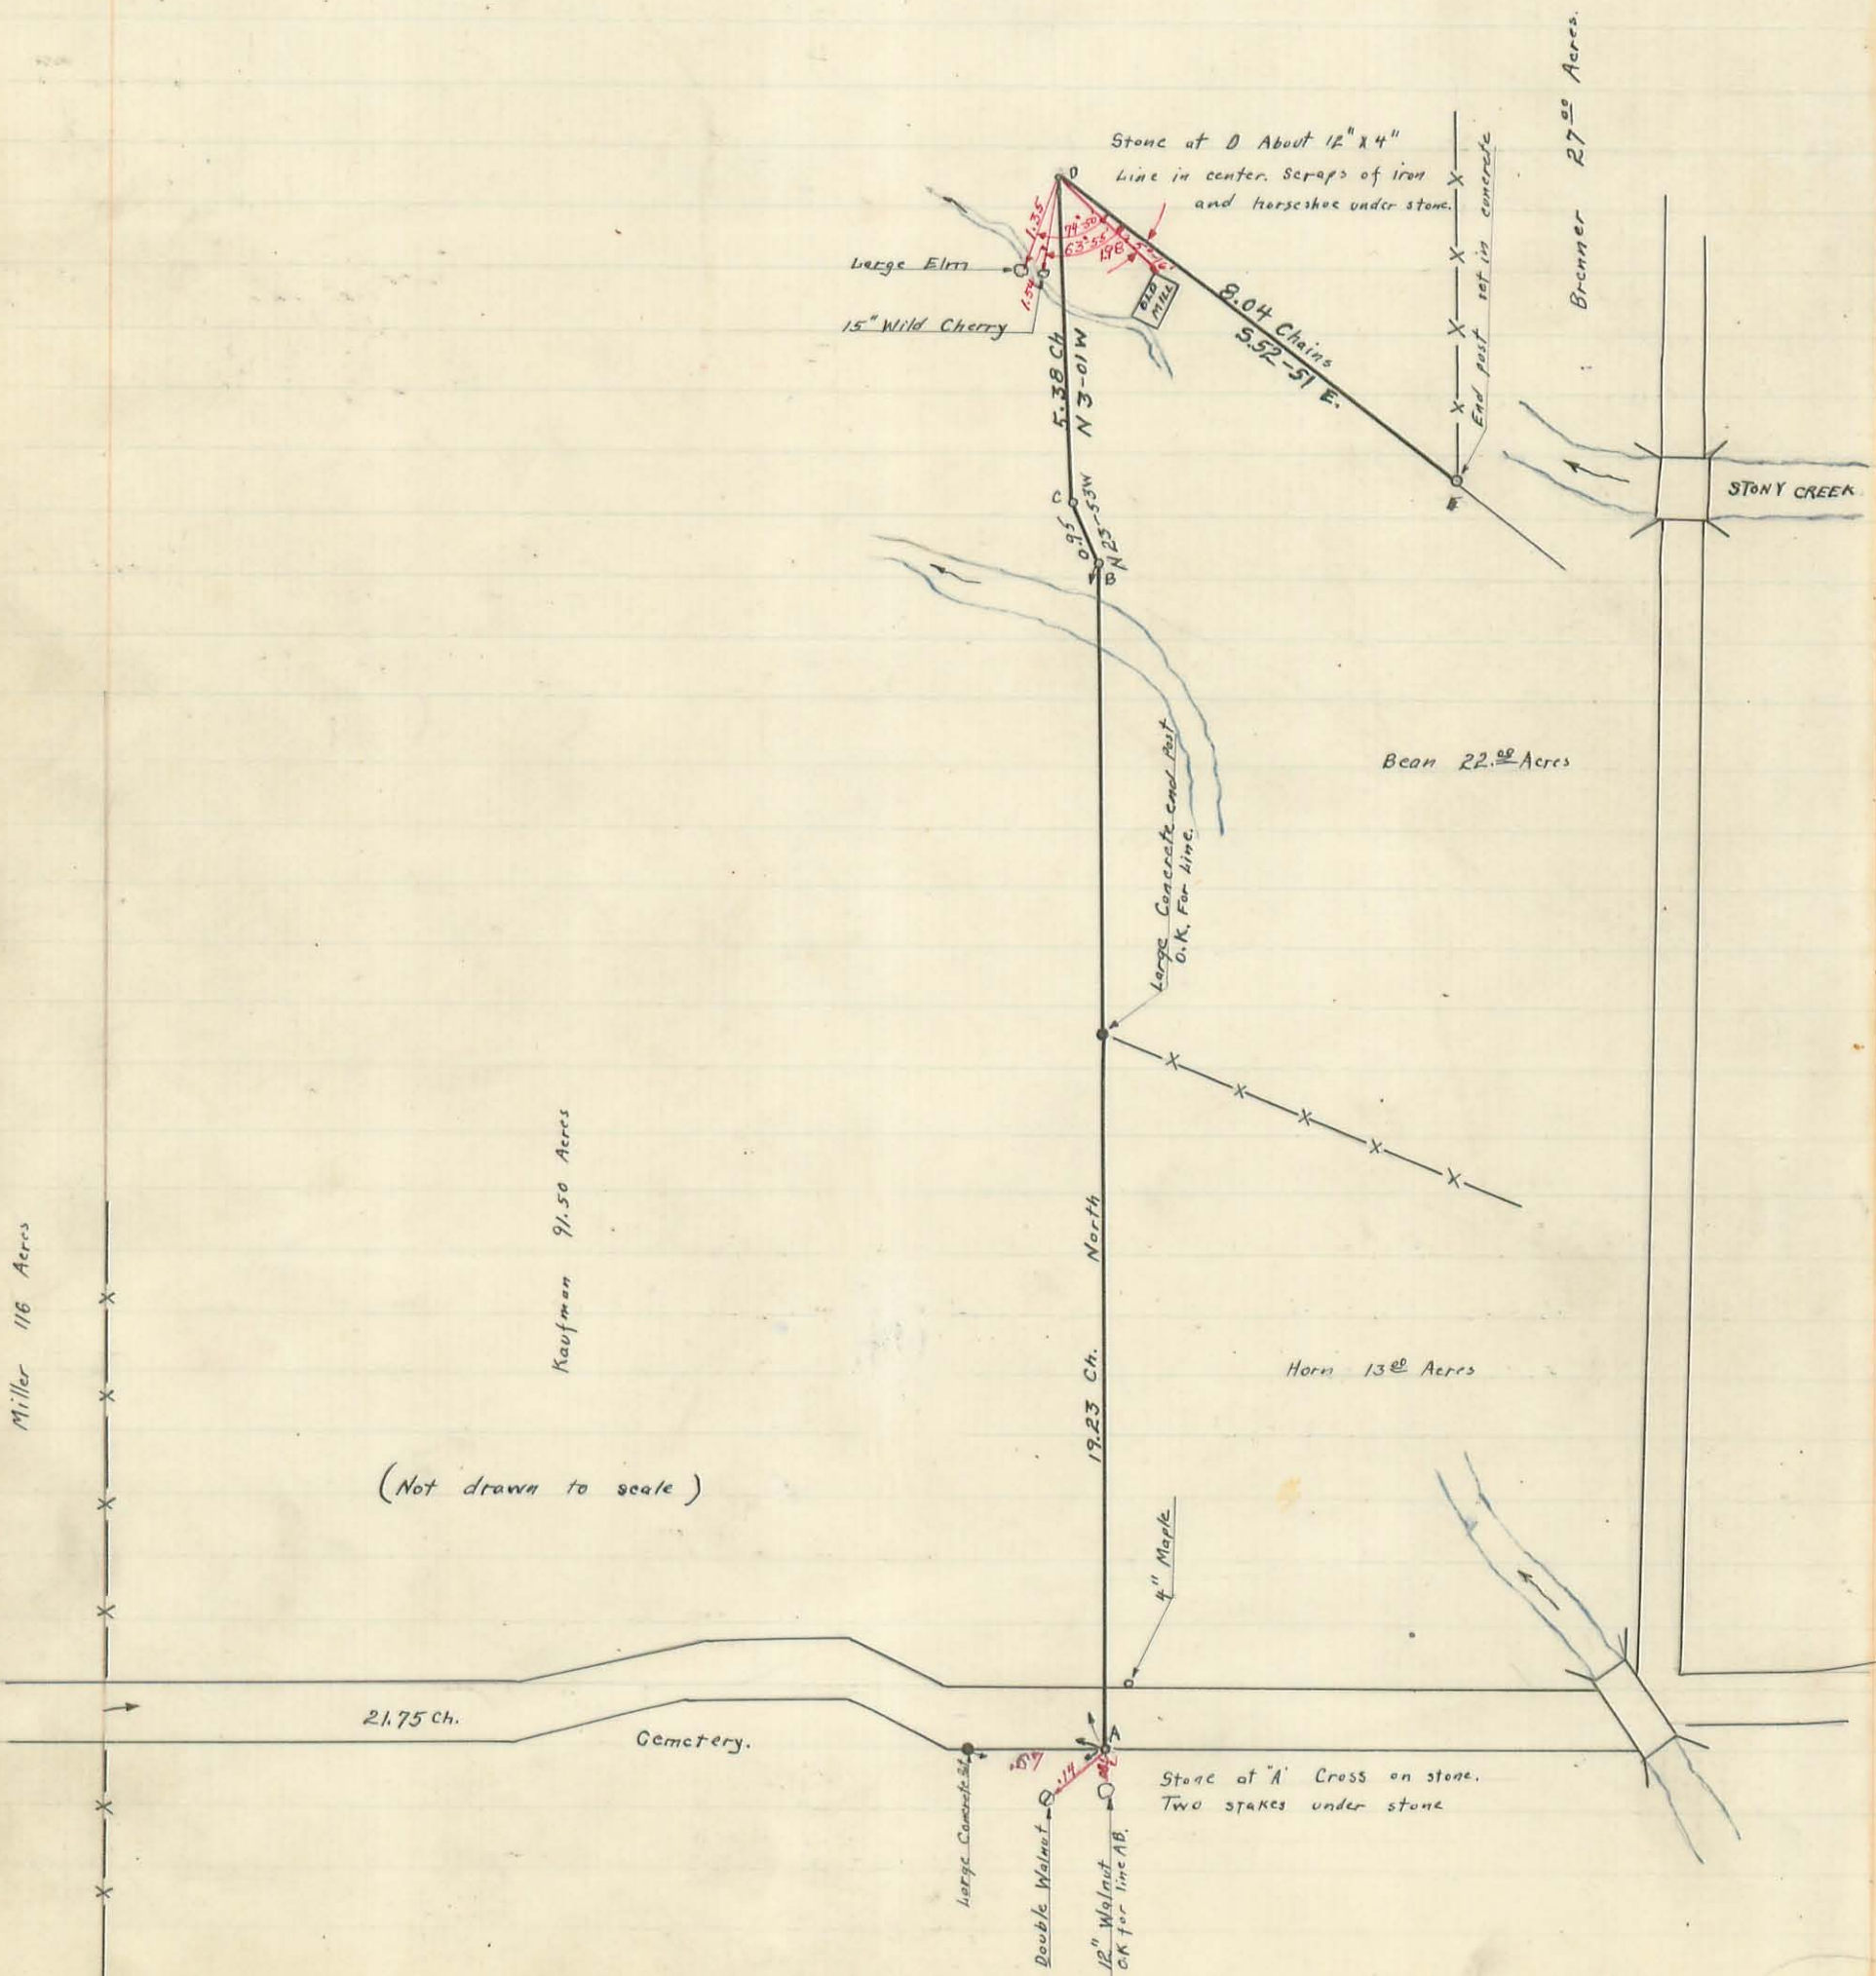 Brenner 27.00 Acres.
Stone at D About 12" x 4"
Line in center. Scraps of iron
and horseshoe under stone.
End post set in concrete
D
1.35
74°-50'
63°-55'
1.98
1.54
Large Elm
15" Wild Cherry
OLD
MILL
8.04 Chains
S.52-51 E.
5.38 Ch
N 3-01 W
E
STONY CREEK
C
0.95
N 23-53W
B
Large Concrete end Post
O.K. For Line.
Bean 22.00 Acres
Miller 116 Acres
Kaufman 91.50 Acres
19.23 Ch. North
Horn 13.00 Acres
(Not drawn to scale)
4" Maple
21.75 Ch.
Cemetery.
A
.14
Stone at "A" Cross on stone.
Two stakes under stone
Large Concrete
Double Walnut
12" Walnut
O.K for line AB.